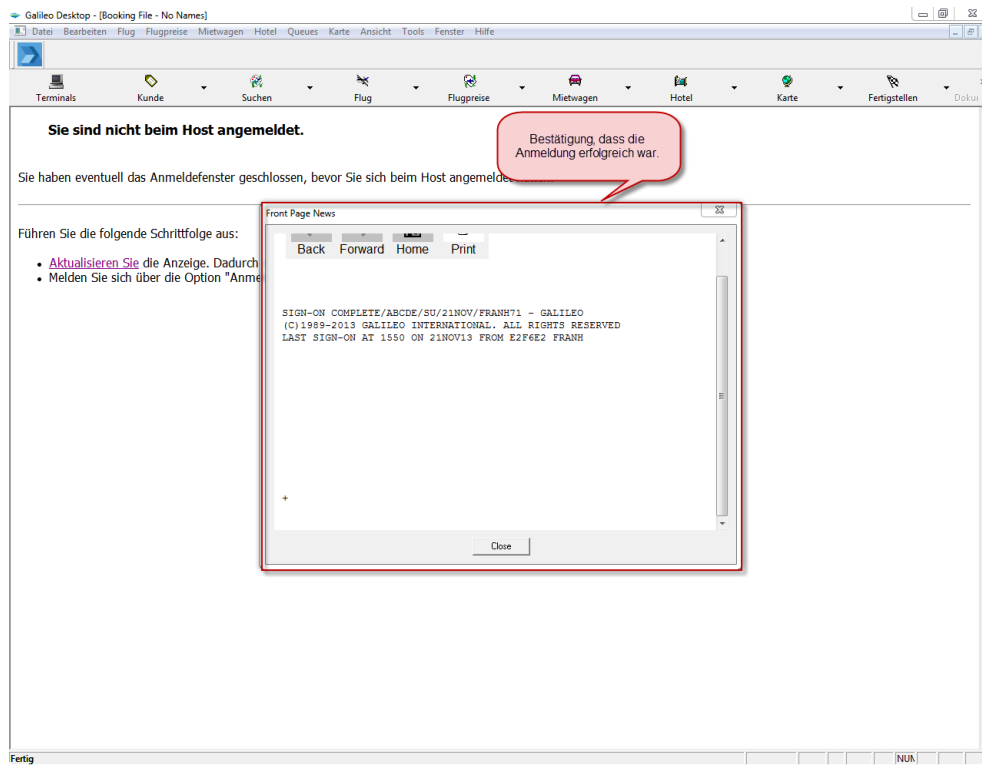 Galileo Desktop - [Booking File - No Names]
Datei Bearbeiten Flug Flugpreise Mietwagen Hotel Queues Karte Ansicht Tools Fenster Hilfe
Terminals Kunde Suchen Flug Flugpreise Mietwagen Hotel Karte Fertigstellen Dokur
Sie sind nicht beim Host angemeldet.
Bestätigung, dass die
Anmeldung erfolgreich war.
Sie haben eventuell das Anmeldefenster geschlossen, bevor Sie sich beim Host angemeldet
Führen Sie die folgende Schrittfolge aus:
• Aktualisieren Sie die Anzeige. Dadurch
• Melden Sie sich über die Option "Anme
Front Page News
Back Forward Home Print
SIGN-ON COMPLETE/ABCDE/SU/21NOV/FRANH71 - GALILEO
(C)1989-2013 GALILEO INTERNATIONAL. ALL RIGHTS RESERVED
LAST SIGN-ON AT 1550 ON 21NOV13 FROM E2F6E2 FRANH
+
Close
Fertig NUM